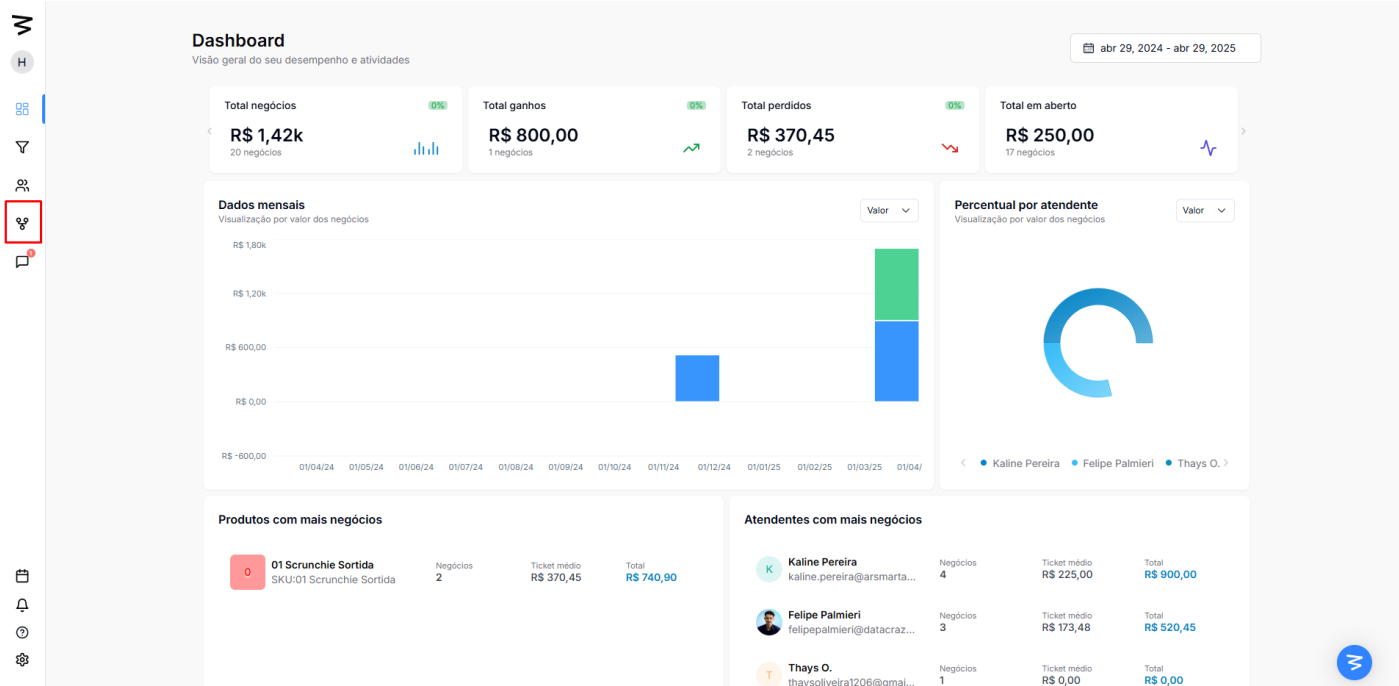 H
Dashboard
Visão geral do seu desempenho e atividades
abr 29, 2024 - abr 29, 2025
Total negócios
0%
R$ 1,42k
20 negócios
Total ganhos
0%
R$ 800,00
1 negócios
Total perdidos
0%
R$ 370,45
2 negócios
Total em aberto
R$ 250,00
17 negócios
Dados mensais
Visualização por valor dos negócios
Valor
R$ 1,80k
R$ 1,20k
R$ 600,00
R$ 0,00
R$ -600,00
01/04/24 01/05/24 01/06/24 01/07/24 01/08/24 01/09/24 01/10/24 01/11/24 01/12/24 01/01/25 01/02/25 01/03/25 01/04/
Percentual por atendente
Visualização por valor dos negócios
Valor
Kaline Pereira Felipe Palmieri Thays O.
Produtos com mais negócios
0
01 Scrunchie Sortida
SKU:01 Scrunchie Sortida
Negócios
2
Ticket médio
R$ 370,45
Total
R$ 740,90
Atendentes com mais negócios
K
Kaline Pereira
kaline.pereira@arsmarta...
Negócios
4
Ticket médio
R$ 225,00
Total
R$ 900,00
Felipe Palmieri
felipepalmieri@datacraz...
Negócios
3
Ticket médio
R$ 173,48
Total
R$ 520,45
T
Thays O.
thaysoliveira1206@gmai...
Negócios
1
Ticket médio
R$ 0,00
Total
R$ 0,00